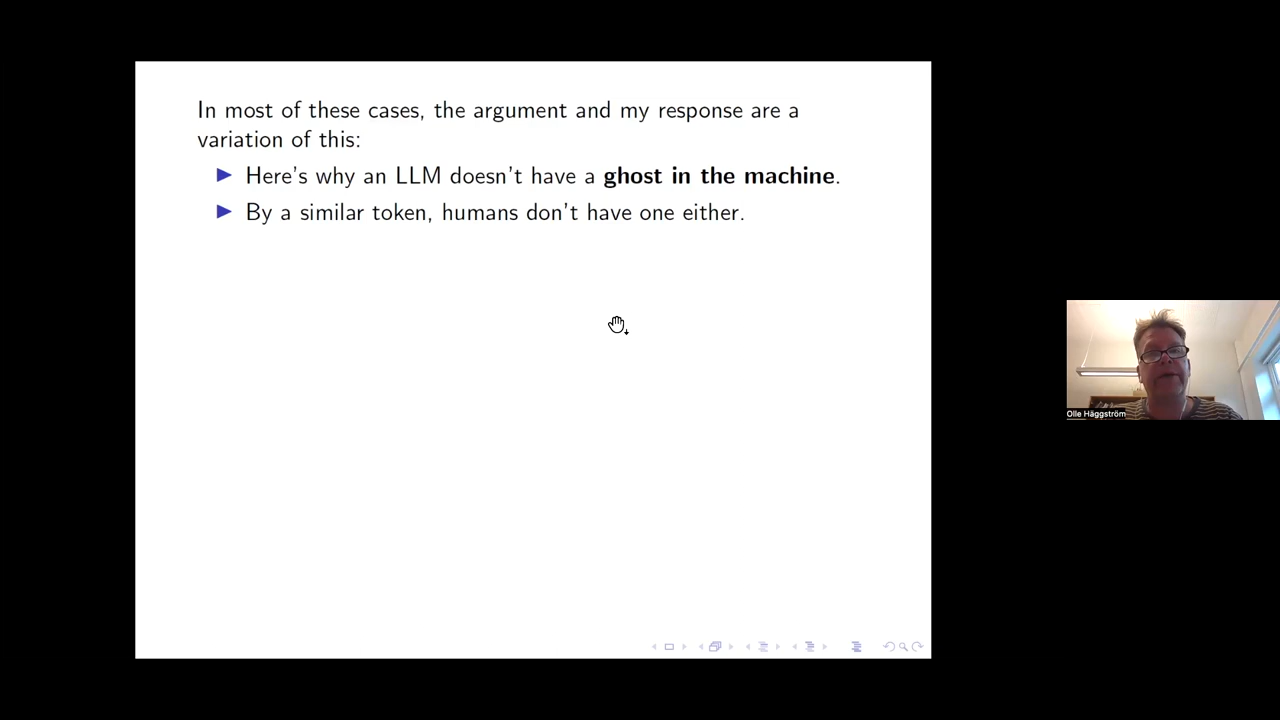 In most of these cases, the argument and my response are a
variation of this:
Here's why an LLM doesn't have a ghost in the machine.
By a similar token, humans don't have one either.
Olle Häggström